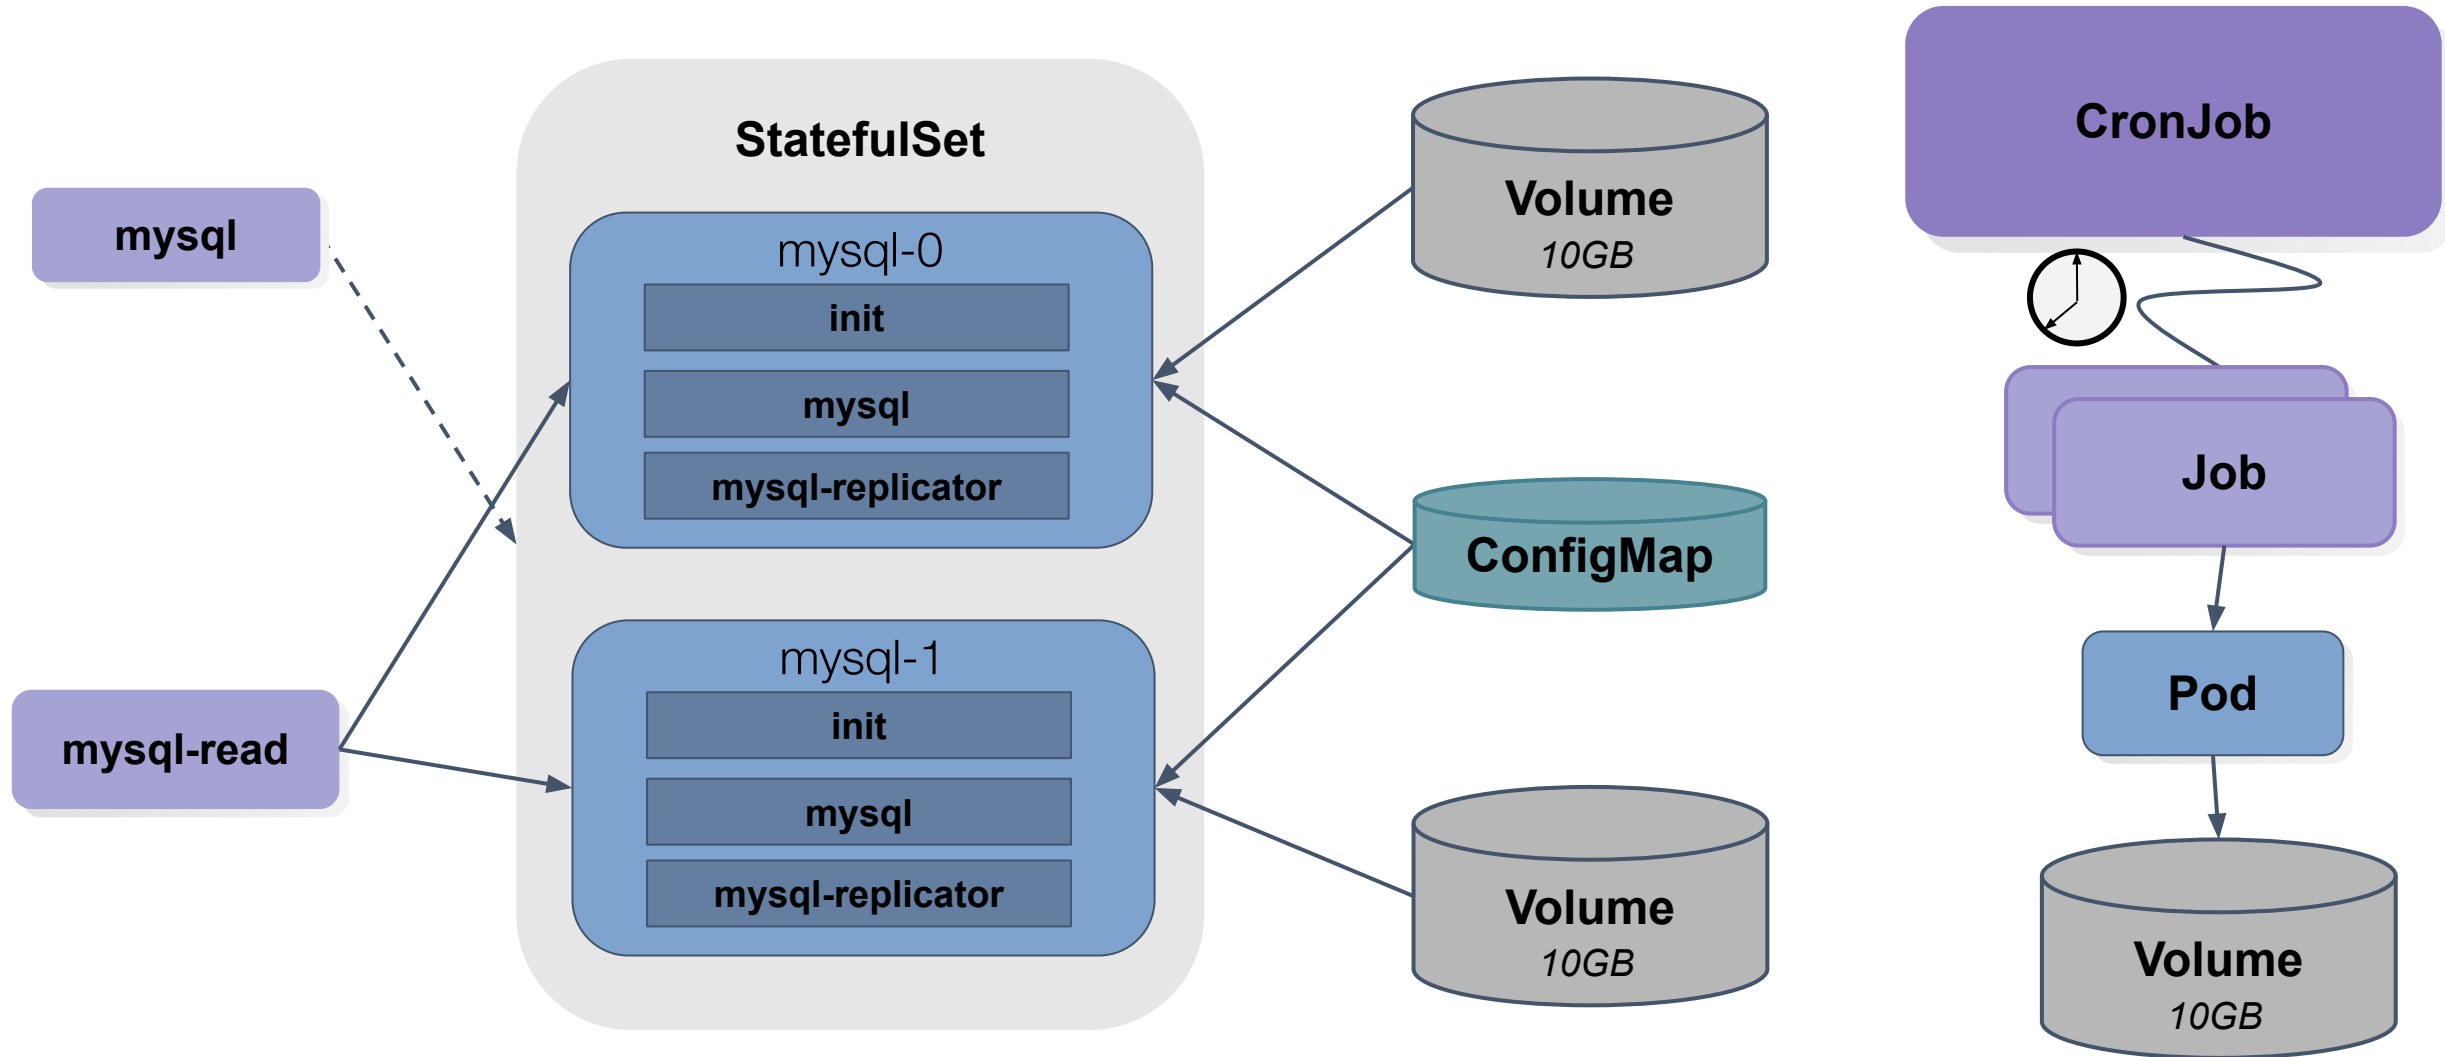 mysql
mysql-read
StatefulSet
mysql-0
init
mysql
mysql-replicator
mysql-1
init
mysql
mysql-replicator
Volume
10GB
ConfigMap
Volume
10GB
CronJob
Job
Pod
Volume
10GB